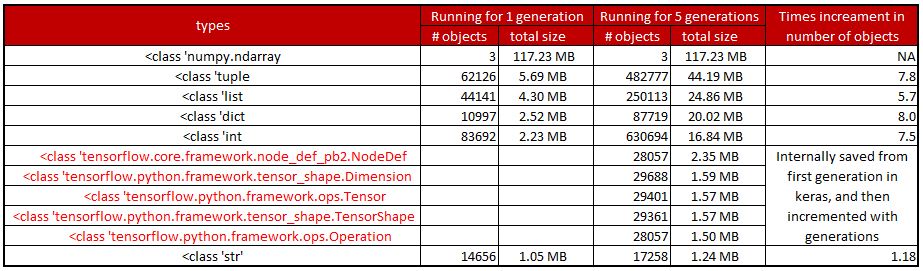 types Running for 1 generation Running for 5 generations Times increament in number of objects
# objects total size # objects total size
<class 'numpy.ndarray 3 117.23 MB 3 117.23 MB NA
<class 'tuple 62126 5.69 MB 482777 44.19 MB 7.8
<class 'list 44141 4.30 MB 250113 24.86 MB 5.7
<class 'dict 10997 2.52 MB 87719 20.02 MB 8.0
<class 'int 83692 2.23 MB 630694 16.84 MB 7.5
<class 'tensorflow.core.framework.node_def_pb2.NodeDef 28057 2.35 MB Internally saved from
<class 'tensorflow.python.framework.tensor_shape.Dimension 29688 1.59 MB first generation in
<class 'tensorflow.python.framework.ops.Tensor 29401 1.57 MB keras, and then
<class 'tensorflow.python.framework.tensor_shape.TensorShape 29361 1.57 MB incremented with
<class 'tensorflow.python.framework.ops.Operation 28057 1.50 MB generations
<class 'str' 14656 1.05 MB 17258 1.24 MB 1.18